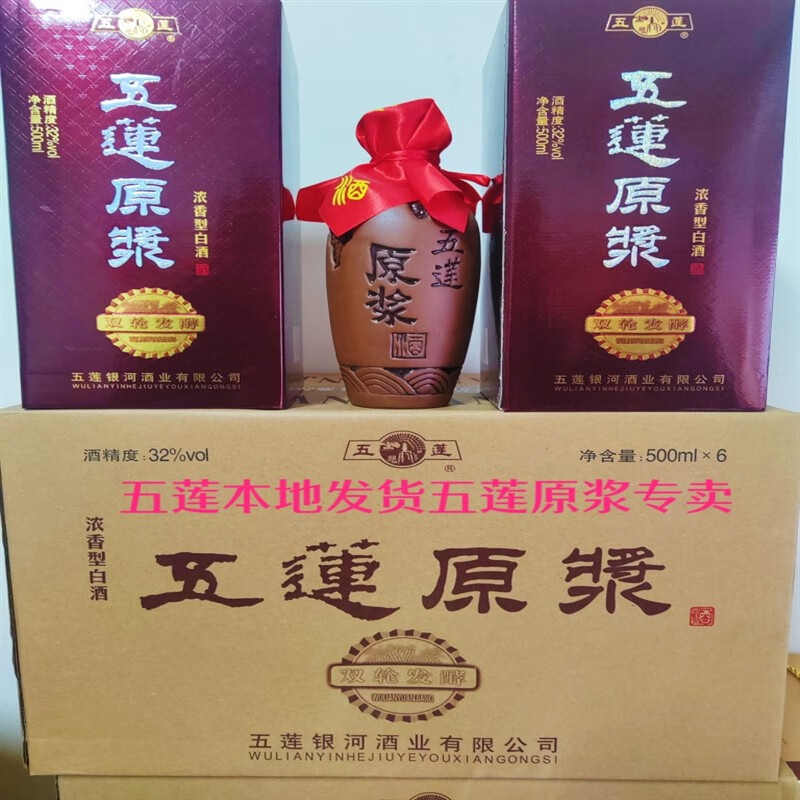 五 莲
®
五蓮原漿
酒精度:32%vol
净含量:500ml
浓香型白酒
双轮发酵
WULIANYUANJIANG
五莲银河酒业有限公司
WULIANYINHEJIUYEYOUXIANGONGSI
酒
五莲
原浆
酒
五 莲
®
五蓮原漿
酒精度:32%vol
净含量:500ml
浓香型白酒
双轮发酵
WULIANYUANJIANG
五莲银河酒业有限公司
WULIANYINHEJIUYEYOUXIANGONGSI
酒精度:32%vol
五 莲
®
净含量:500ml×6
五莲本地发货五莲原浆专卖
浓香型白酒
五蓮原漿
酒
双轮发酵
WULIANYUANJIANG
五莲银河酒业有限公司
WULIANYINHEJIUYEYOUXIANGONGSI